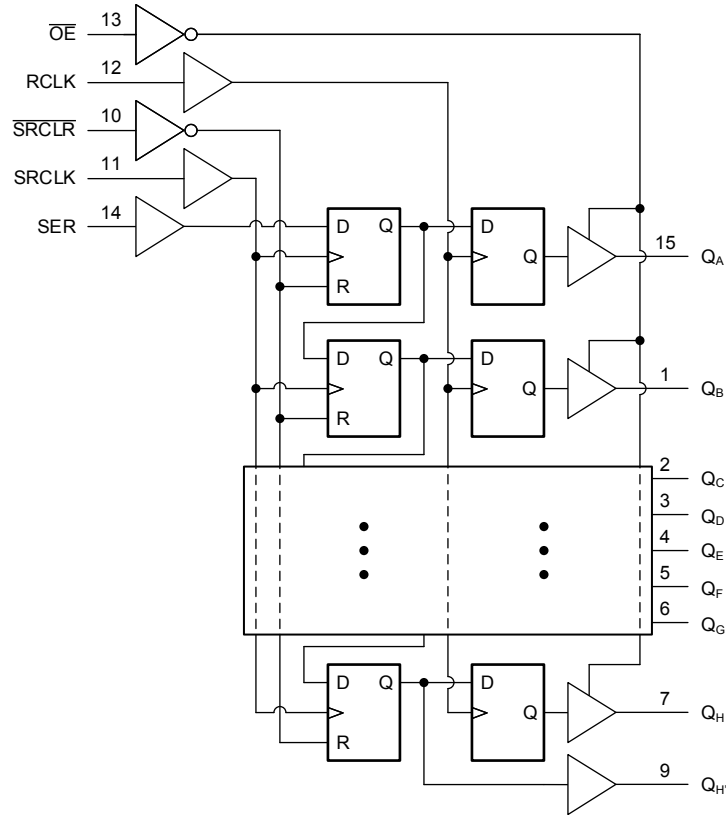 OE 13
RCLK 12
SRCLR 10
SRCLK 11
SER 14
D Q
R
D
Q
15 QA
D Q
R
D
Q
1 QB
2 QC
3 QD
4 QE
5 QF
6 QG
D Q
R
D
Q
7 QH
9 QH'